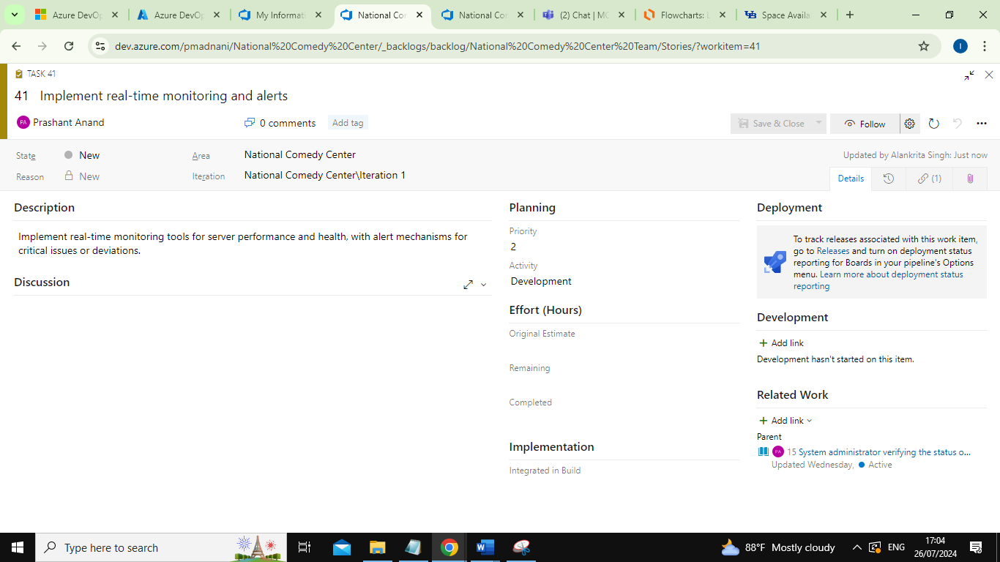 Azure DevOp
Azure DevOp
My Informati
National Cor
National Cor
(2) Chat | MC
Flowcharts: L
Space Availa
dev.azure.com/pmadnani/National%20Comedy%20Center/_backlogs/backlog/National%20Comedy%20Center%20Team/Stories/?workitem=41
I
TASK 41
41 Implement real-time monitoring and alerts
PA Prashant Anand
0 comments
Add tag
Save & Close
Follow
State
New
Area
National Comedy Center
Updated by Alankrita Singh: Just now
Reason
New
Iteration
National Comedy Center\Iteration 1
Details
(1)
Description
Implement real-time monitoring tools for server performance and health, with alert mechanisms for
critical issues or deviations.
Discussion
Planning
Priority
2
Activity
Development
Effort (Hours)
Original Estimate
Remaining
Completed
Implementation
Integrated in Build
Deployment
To track releases associated with this work item,
go to Releases and turn on deployment status
reporting for Boards in your pipeline's Options
menu. Learn more about deployment status
reporting
Development
Add link
Development hasn't started on this item.
Related Work
Add link
Parent
PA 15 System administrator verifying the status o...
Updated Wednesday, Active
Type here to search
88°F Mostly cloudy
ENG
17:04
26/07/2024